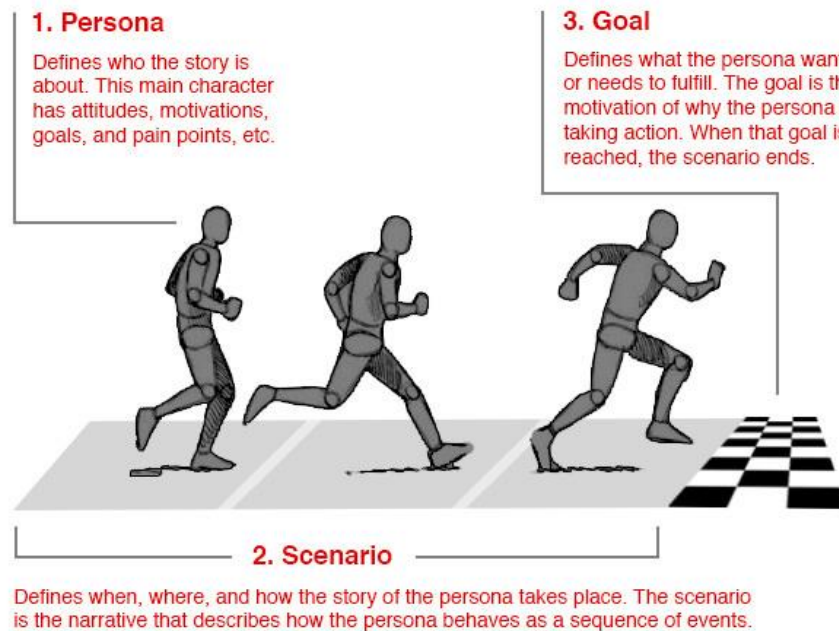 1. Persona
Defines who the story is
about. This main character
has attitudes, motivations,
goals, and pain points, etc.
3. Goal
Defines what the persona want
or needs to fulfill. The goal is th
motivation of why the persona
taking action. When that goal is
reached, the scenario ends.
2. Scenario
Defines when, where, and how the story of the persona takes place. The scenario
is the narrative that describes how the persona behaves as a sequence of events.